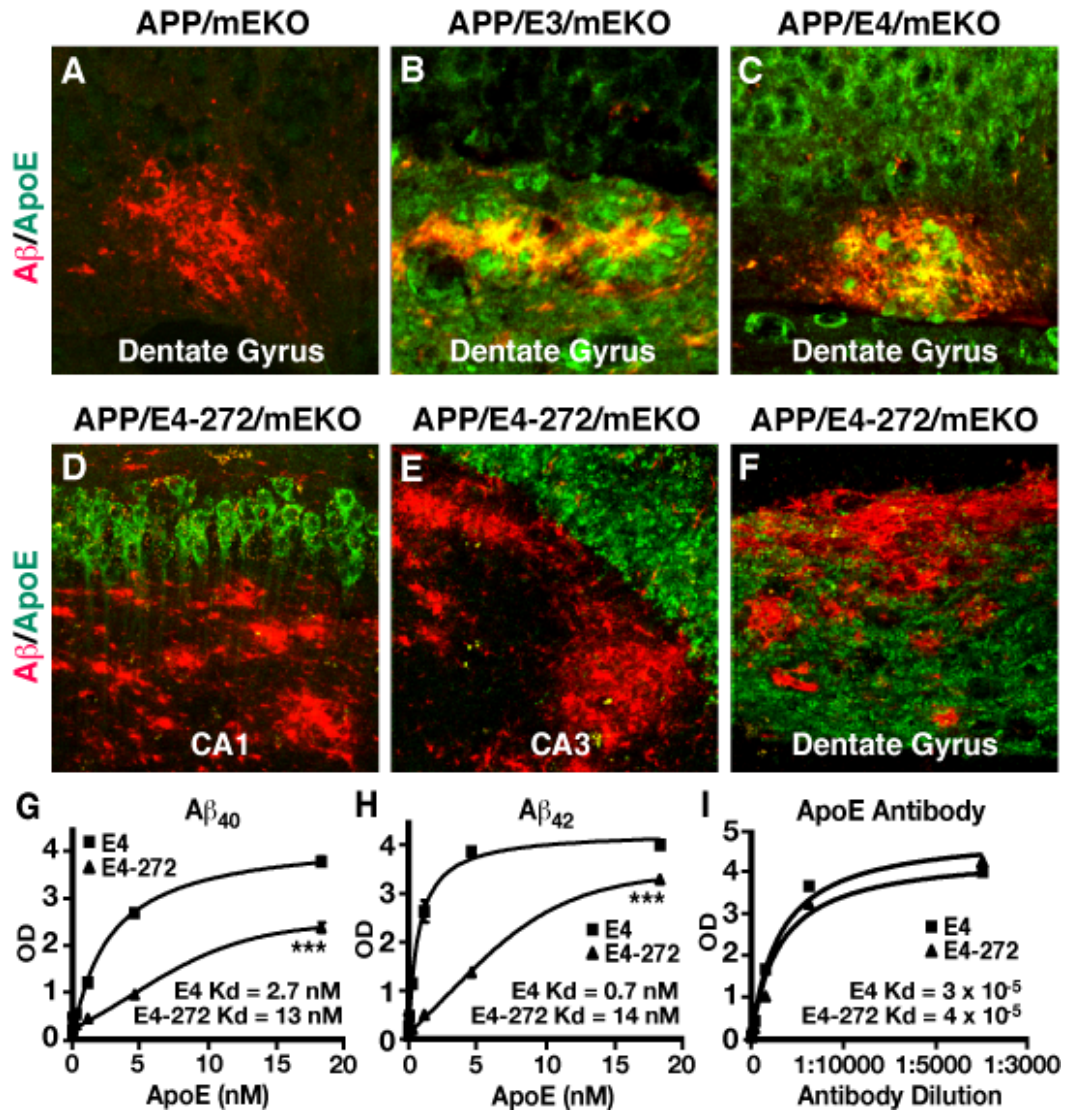 APP/mEKO APP/E3/mEKO APP/E4/mEKO
Aβ/ApoE
A
Dentate Gyrus
B
Dentate Gyrus
C
Dentate Gyrus
APP/E4-272/mEKO APP/E4-272/mEKO APP/E4-272/mEKO
Aβ/ApoE
D
CA1
E
CA3
F
Dentate Gyrus
G
Aβ40
OD
4
3
2
1
0
E4
E4-272
***
E4 Kd = 2.7 nM
E4-272 Kd = 13 nM
0 5 10 15 20
ApoE (nM)
H
Aβ42
OD
4
3
2
1
0
***
E4
E4-272
E4 Kd = 0.7 nM
E4-272 Kd = 14 nM
0 5 10 15 20
ApoE (nM)
I
ApoE Antibody
OD
5
4
3
2
1
0
E4
E4-272
E4 Kd = 3 x 10-5
E4-272 Kd = 4 x 10-5
0 1:10000 1:5000 1:3000
Antibody Dilution